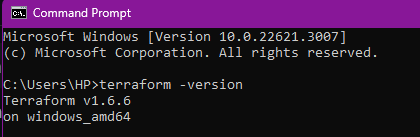 Command Prompt
Microsoft Windows [Version 10.0.22621.3007]
(c) Microsoft Corporation. All rights reserved.
C:\Users\HP>terraform -version
Terraform v1.6.6
on windows_amd64